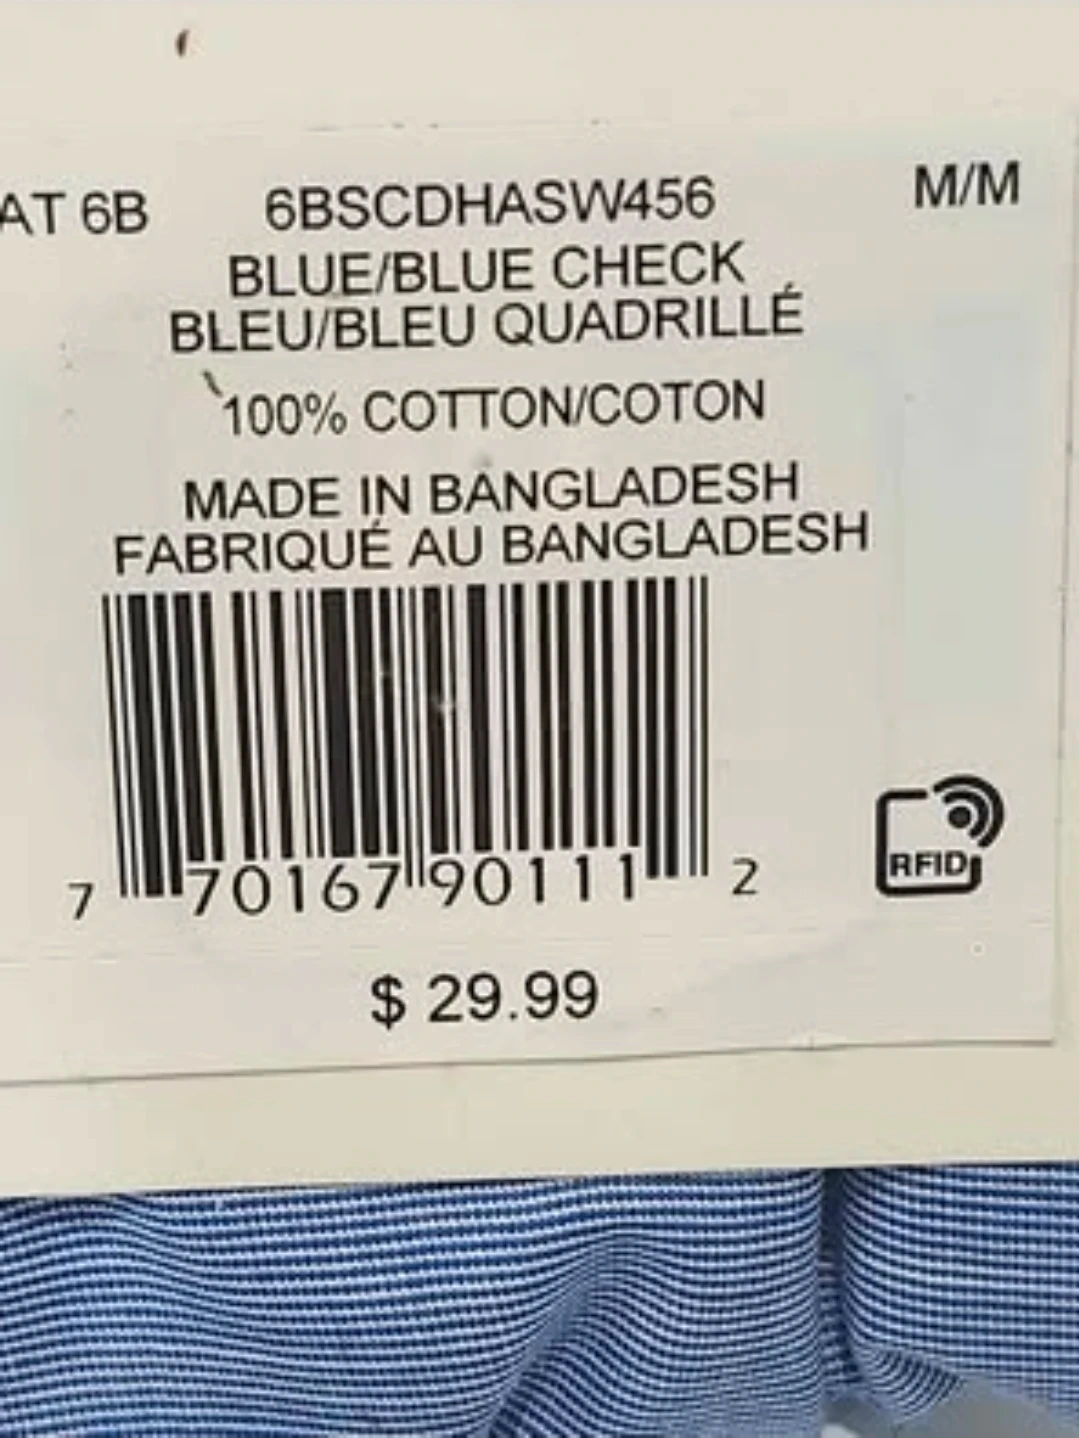 AT 6B 6BSCDHASW456 M/M
BLUE/BLUE CHECK
BLEU/BLEU QUADRILLÉ
100% COTTON/COTON
MADE IN BANGLADESH
FABRIQUÉ AU BANGLADESH
7 70167 90111 2
RFID
$ 29.99